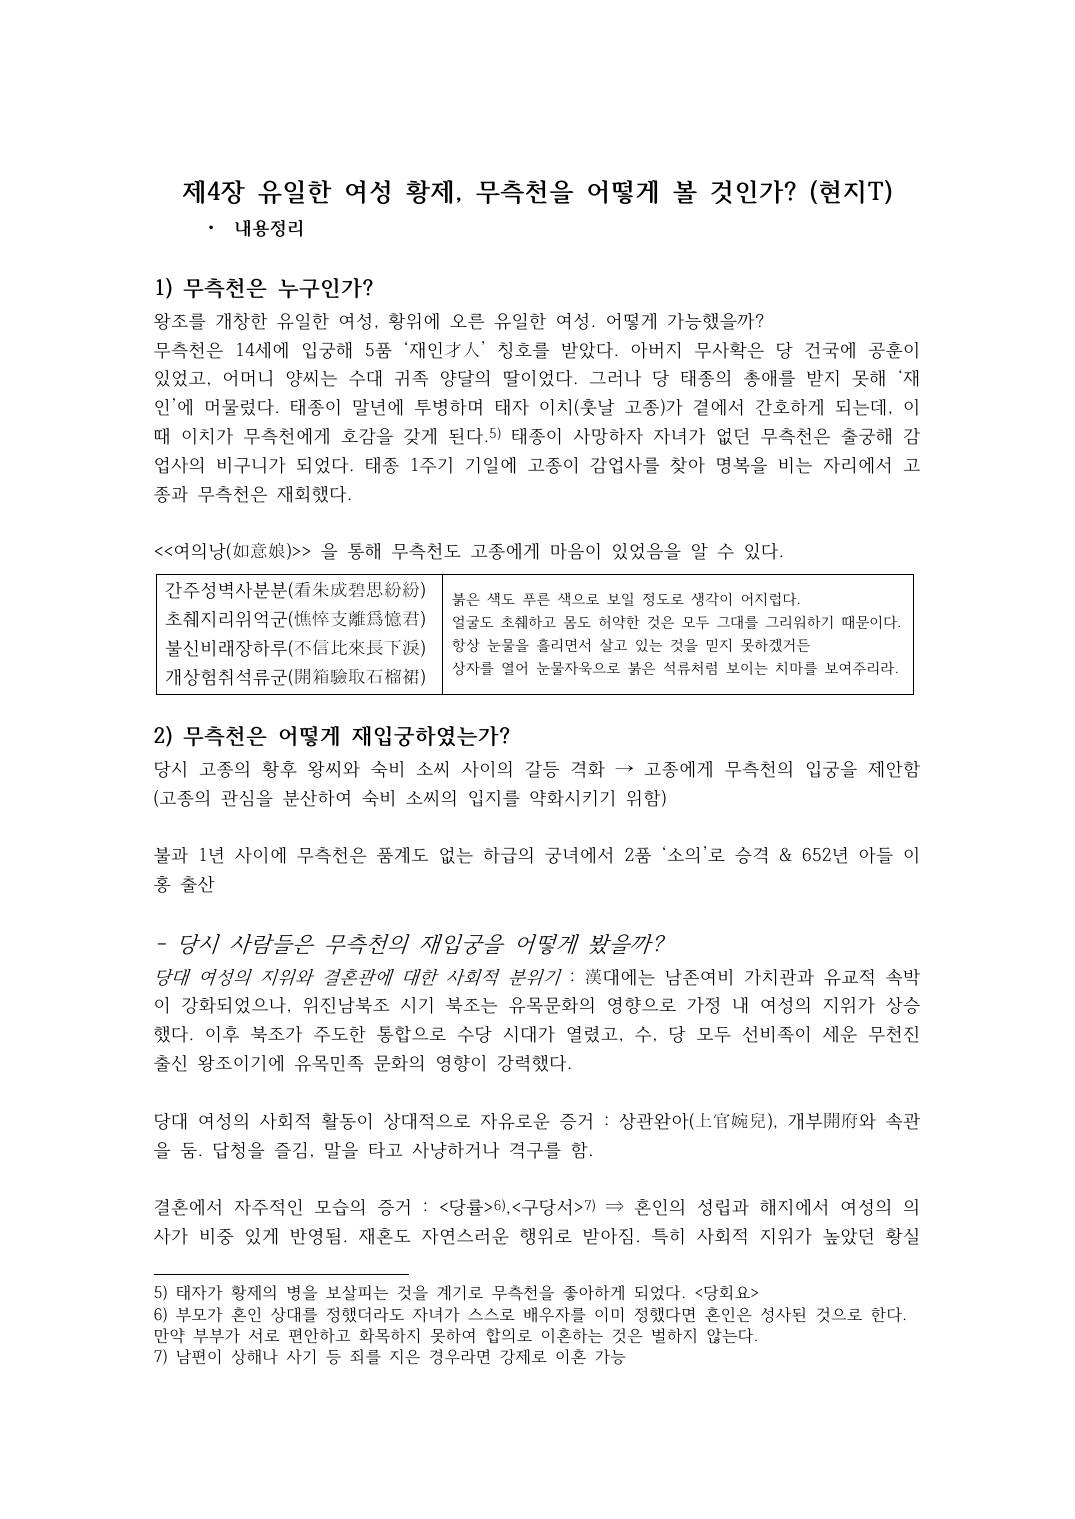 제4장 유일한 여성 황제, 무측천을 어떻게 볼 것인가? (현지T)
· 내용정리
1) 무측천은 누구인가?
왕조를 개창한 유일한 여성, 황위에 오른 유일한 여성. 어떻게 가능했을까?
무측천은 14세에 입궁해 5품 ‘재인才人’ 칭호를 받았다. 아버지 무사확은 당 건국에 공훈이
있었고, 어머니 양씨는 수대 귀족 양달의 딸이었다. 그러나 당 태종의 총애를 받지 못해 ‘재
인’에 머물렀다. 태종이 말년에 투병하며 태자 이치(훗날 고종)가 곁에서 간호하게 되는데, 이
때 이치가 무측천에게 호감을 갖게 된다.5) 태종이 사망하자 자녀가 없던 무측천은 출궁해 감
업사의 비구니가 되었다. 태종 1주기 기일에 고종이 감업사를 찾아 명복을 비는 자리에서 고
종과 무측천은 재회했다.
<<여의낭(如意娘)>> 을 통해 무측천도 고종에게 마음이 있었음을 알 수 있다.
간주성벽사분분(看朱成碧思紛紛)
초췌지리위억군(憔悴支離爲憶君)
불신비래장하루(不信比來長下淚)
개상험취석류군(開箱驗取石榴裙)
붉은 색도 푸른 색으로 보일 정도로 생각이 어지럽다.
얼굴도 초췌하고 몸도 허약한 것은 모두 그대를 그리워하기 때문이다.
항상 눈물을 흘리면서 살고 있는 것을 믿지 못하겠거든
상자를 열어 눈물자욱으로 붉은 석류처럼 보이는 치마를 보여주리라.
2) 무측천은 어떻게 재입궁하였는가?
당시 고종의 황후 왕씨와 숙비 소씨 사이의 갈등 격화 → 고종에게 무측천의 입궁을 제안함
(고종의 관심을 분산하여 숙비 소씨의 입지를 약화시키기 위함)
불과 1년 사이에 무측천은 품계도 없는 하급의 궁녀에서 2품 ‘소의’로 승격 & 652년 아들 이
홍 출산
- 당시 사람들은 무측천의 재입궁을 어떻게 봤을까?
당대 여성의 지위와 결혼관에 대한 사회적 분위기 : 漢대에는 남존여비 가치관과 유교적 속박
이 강화되었으나, 위진남북조 시기 북조는 유목문화의 영향으로 가정 내 여성의 지위가 상승
했다. 이후 북조가 주도한 통합으로 수당 시대가 열렸고, 수, 당 모두 선비족이 세운 무천진
출신 왕조이기에 유목민족 문화의 영향이 강력했다.
당대 여성의 사회적 활동이 상대적으로 자유로운 증거 : 상관완아(上官婉兒), 개부開府와 속관
을 둠. 답청을 즐김, 말을 타고 사냥하거나 격구를 함.
결혼에서 자주적인 모습의 증거 : <당률>6),<구당서>7) ⇒ 혼인의 성립과 해지에서 여성의 의
사가 비중 있게 반영됨. 재혼도 자연스러운 행위로 받아짐. 특히 사회적 지위가 높았던 황실
5) 태자가 황제의 병을 보살피는 것을 계기로 무측천을 좋아하게 되었다. <당회요>
6) 부모가 혼인 상대를 정했더라도 자녀가 스스로 배우자를 이미 정했다면 혼인은 성사된 것으로 한다.
만약 부부가 서로 편안하고 화목하지 못하여 합의로 이혼하는 것은 벌하지 않는다.
7) 남편이 상해나 사기 등 죄를 지은 경우라면 강제로 이혼 가능